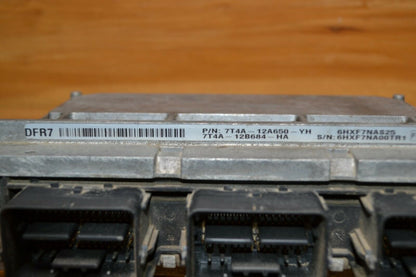 DFR7 P/N: 7T4A-12A650-YH 6HXF7NAS25
7T4A-12B684-HA S/N: 6HXF7NA00TR1